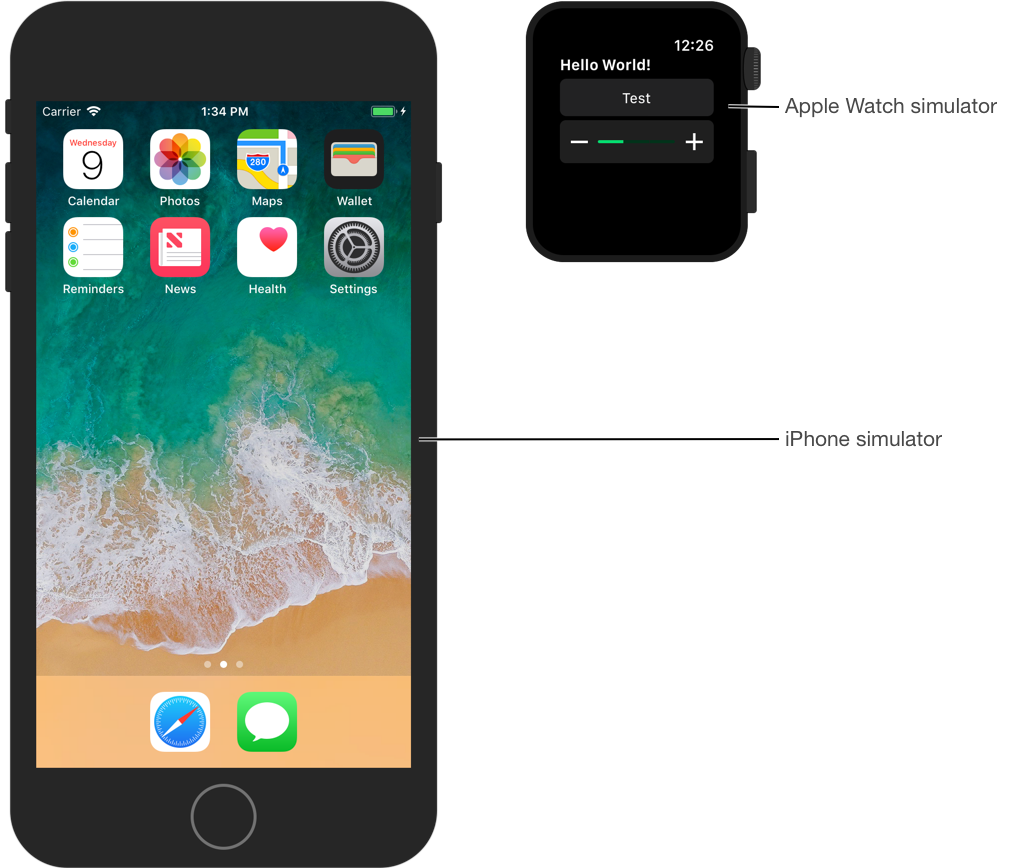 Carrier 1:34 PM
Wednesday
9
280
Calendar Photos Maps Wallet
Reminders News Health Settings
12:26
Hello World!
Test
Apple Watch simulator
iPhone simulator